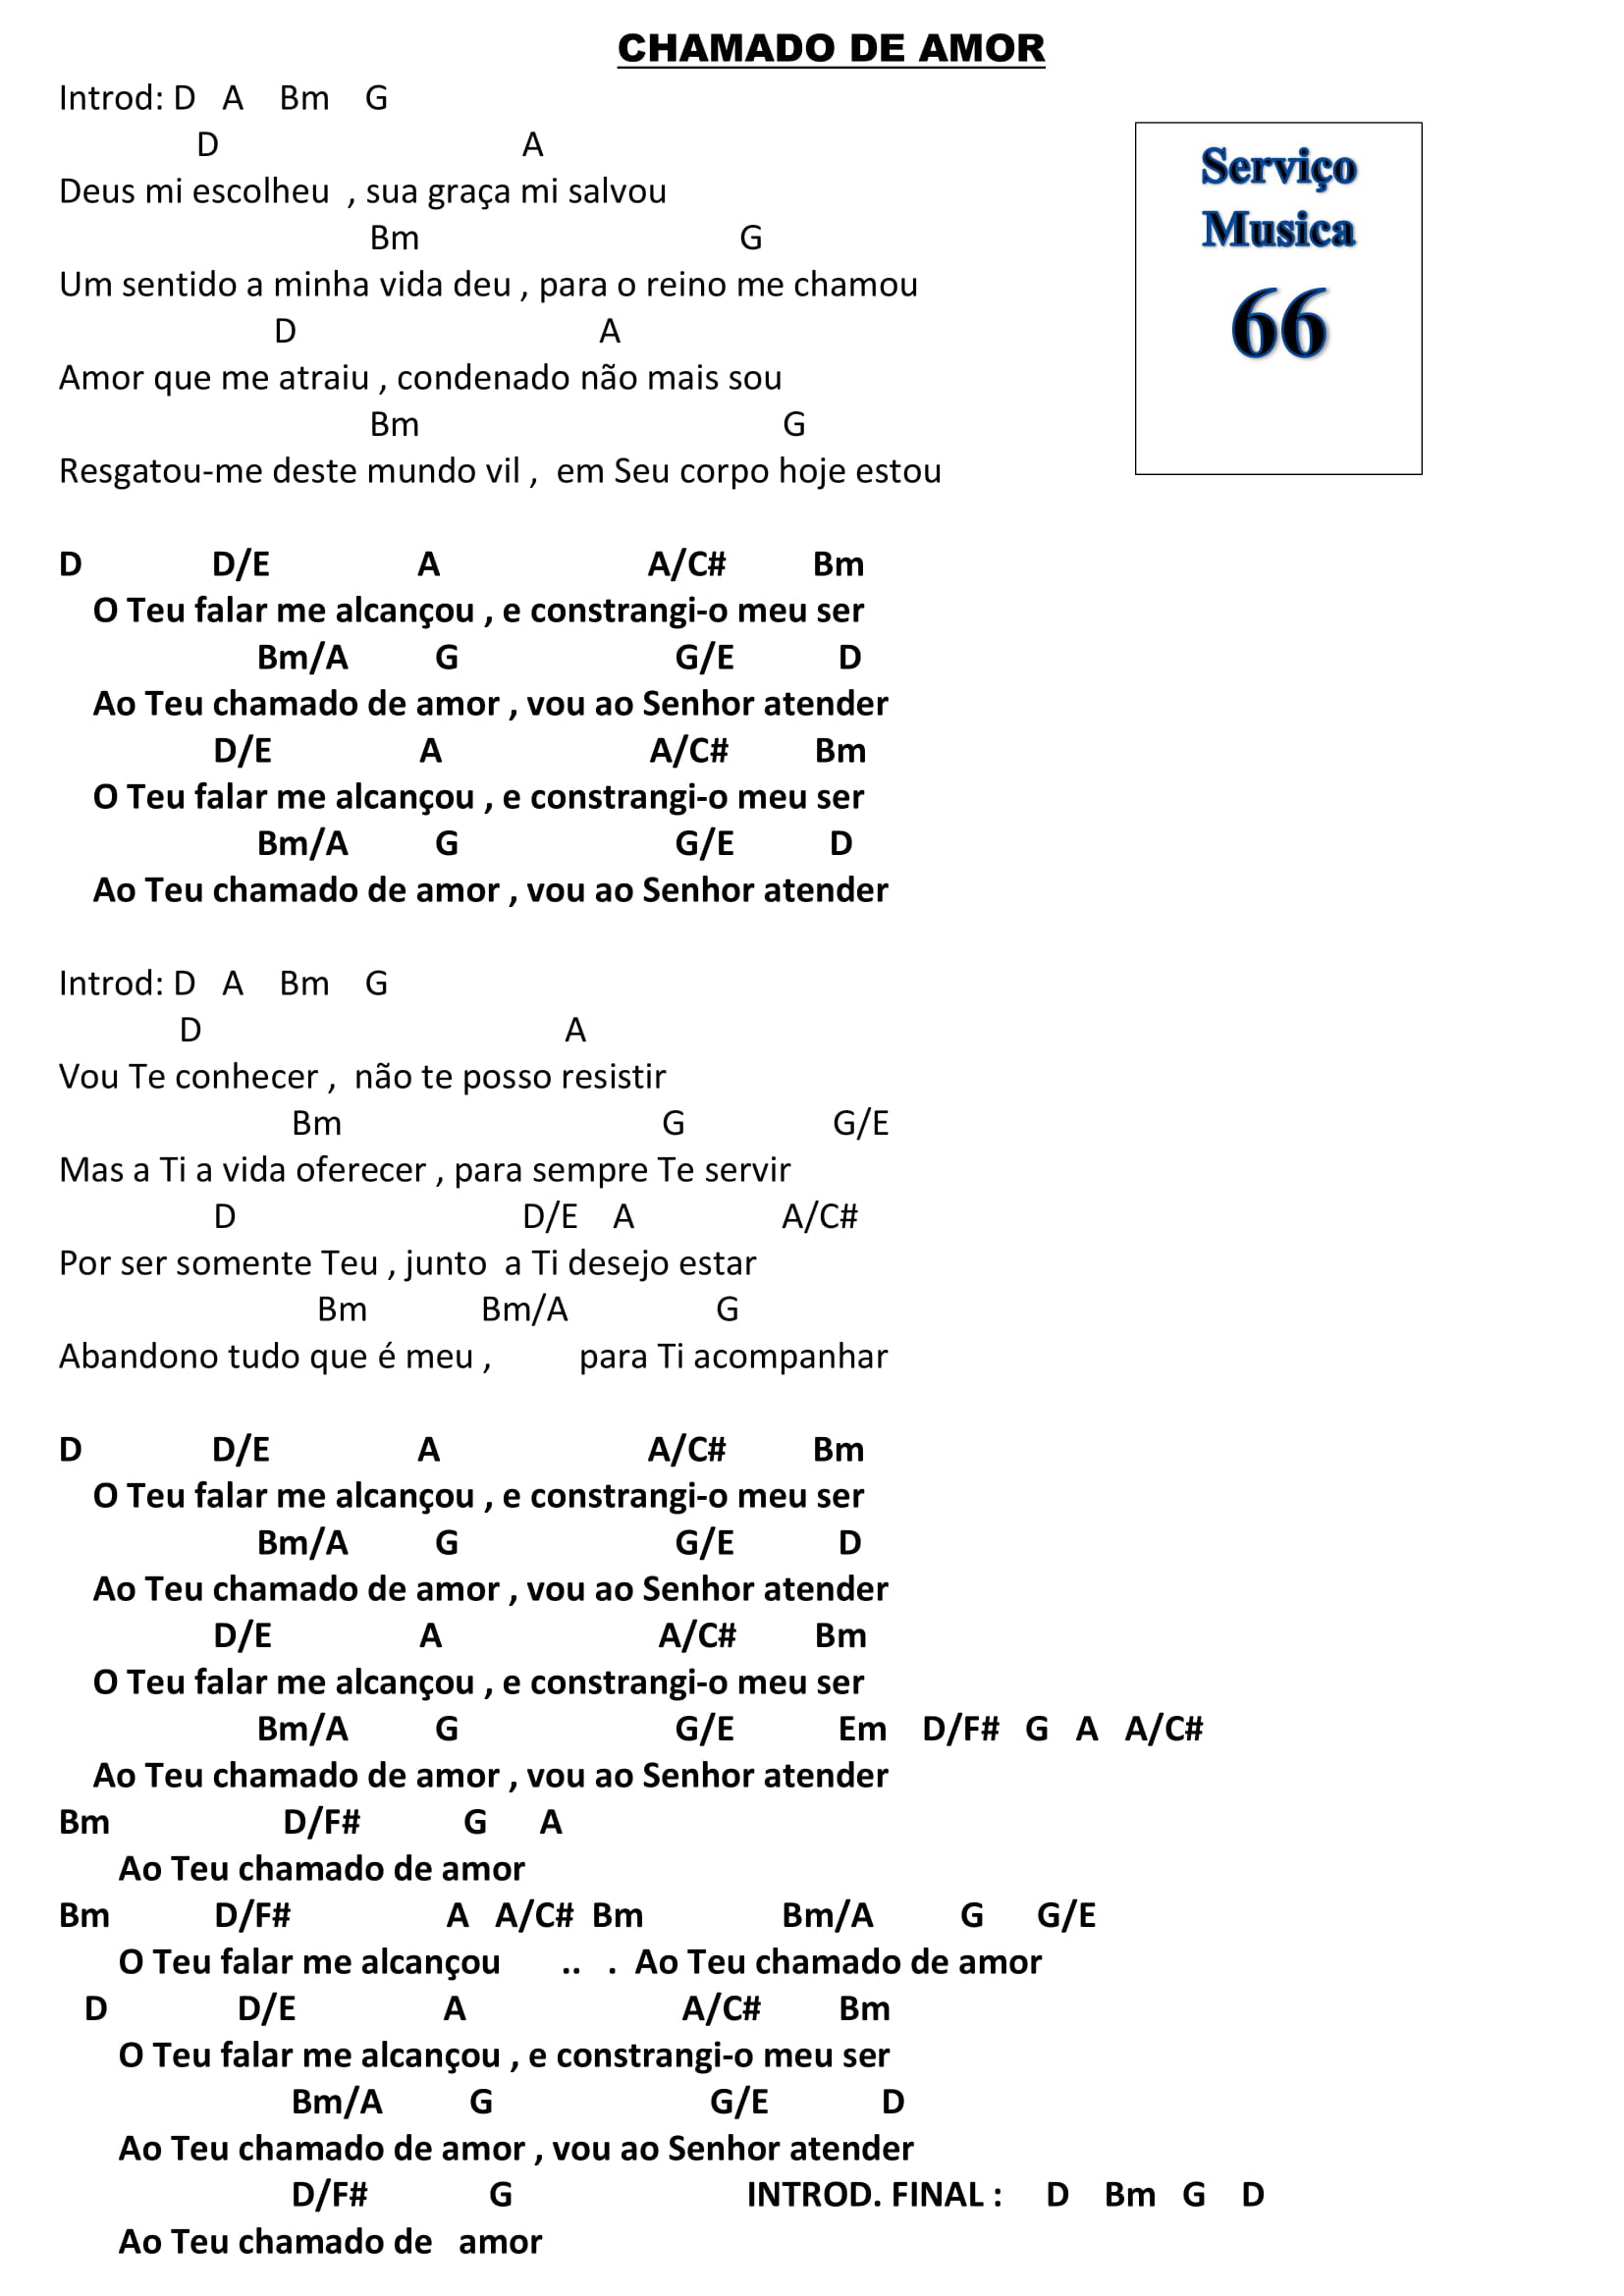 CHAMADO DE AMOR
Introd: D A Bm G
D A
Deus mi escolheu , sua graça mi salvou
Bm G
Um sentido a minha vida deu , para o reino me chamou
D A
Amor que me atraiu , condenado não mais sou
Bm G
Resgatou-me deste mundo vil , em Seu corpo hoje estou
Serviço
Musica
66
D D/E A A/C# Bm
O Teu falar me alcançou , e constrangi-o meu ser
Bm/A G G/E D
Ao Teu chamado de amor , vou ao Senhor atender
D/E A A/C# Bm
O Teu falar me alcançou , e constrangi-o meu ser
Bm/A G G/E D
Ao Teu chamado de amor , vou ao Senhor atender
Introd: D A Bm G
D A
Vou Te conhecer , não te posso resistir
Bm G G/E
Mas a Ti a vida oferecer , para sempre Te servir
D D/E A A/C#
Por ser somente Teu , junto a Ti desejo estar
Bm Bm/A G
Abandono tudo que é meu , para Ti acompanhar
D D/E A A/C# Bm
O Teu falar me alcançou , e constrangi-o meu ser
Bm/A G G/E D
Ao Teu chamado de amor , vou ao Senhor atender
D/E A A/C# Bm
O Teu falar me alcançou , e constrangi-o meu ser
Bm/A G G/E Em D/F# G A A/C#
Ao Teu chamado de amor , vou ao Senhor atender
Bm D/F# G A
Ao Teu chamado de amor
Bm D/F# A A/C# Bm Bm/A G G/E
O Teu falar me alcançou .. . Ao Teu chamado de amor
D D/E A A/C# Bm
O Teu falar me alcançou , e constrangi-o meu ser
Bm/A G G/E D
Ao Teu chamado de amor , vou ao Senhor atender
D/F# G INTROD. FINAL : D Bm G D
Ao Teu chamado de amor